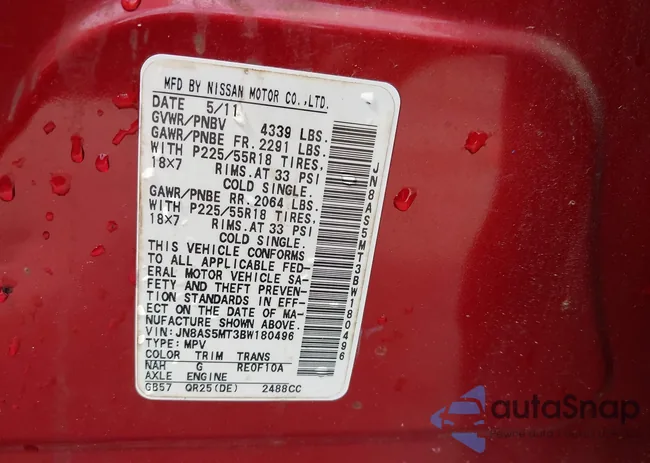 MFD BY NISSAN MOTOR CO.,LTD.
DATE 5/11
GVWR/PNBV 4339 LBS.
GAWR/PNBE FR. 2291 LBS.
WITH P225/55R18 TIRES.
18X7 RIMS.AT 33 PSI
COLD SINGLE.
GAWR/PNBE RR. 2064 LBS.
WITH P225/55R18 TIRES.
18X7 RIMS.AT 33 PSI
COLD SINGLE.
THIS VEHICLE CONFORMS
TO ALL APPLICABLE FED-
ERAL MOTOR VEHICLE SA-
FETY AND THEFT PREVEN-
TION STANDARDS IN EFF-
ECT ON THE DATE OF MA-
NUFACTURE SHOWN ABOVE.
VIN:JN8AS5MT3BW180496
TYPE: MPV
COLOR TRIM TRANS
NAH G RE0F10A
AXLE ENGINE
GB57 QR25(DE) 2488CC
JN8AS5MT3BW180496
autaSnap